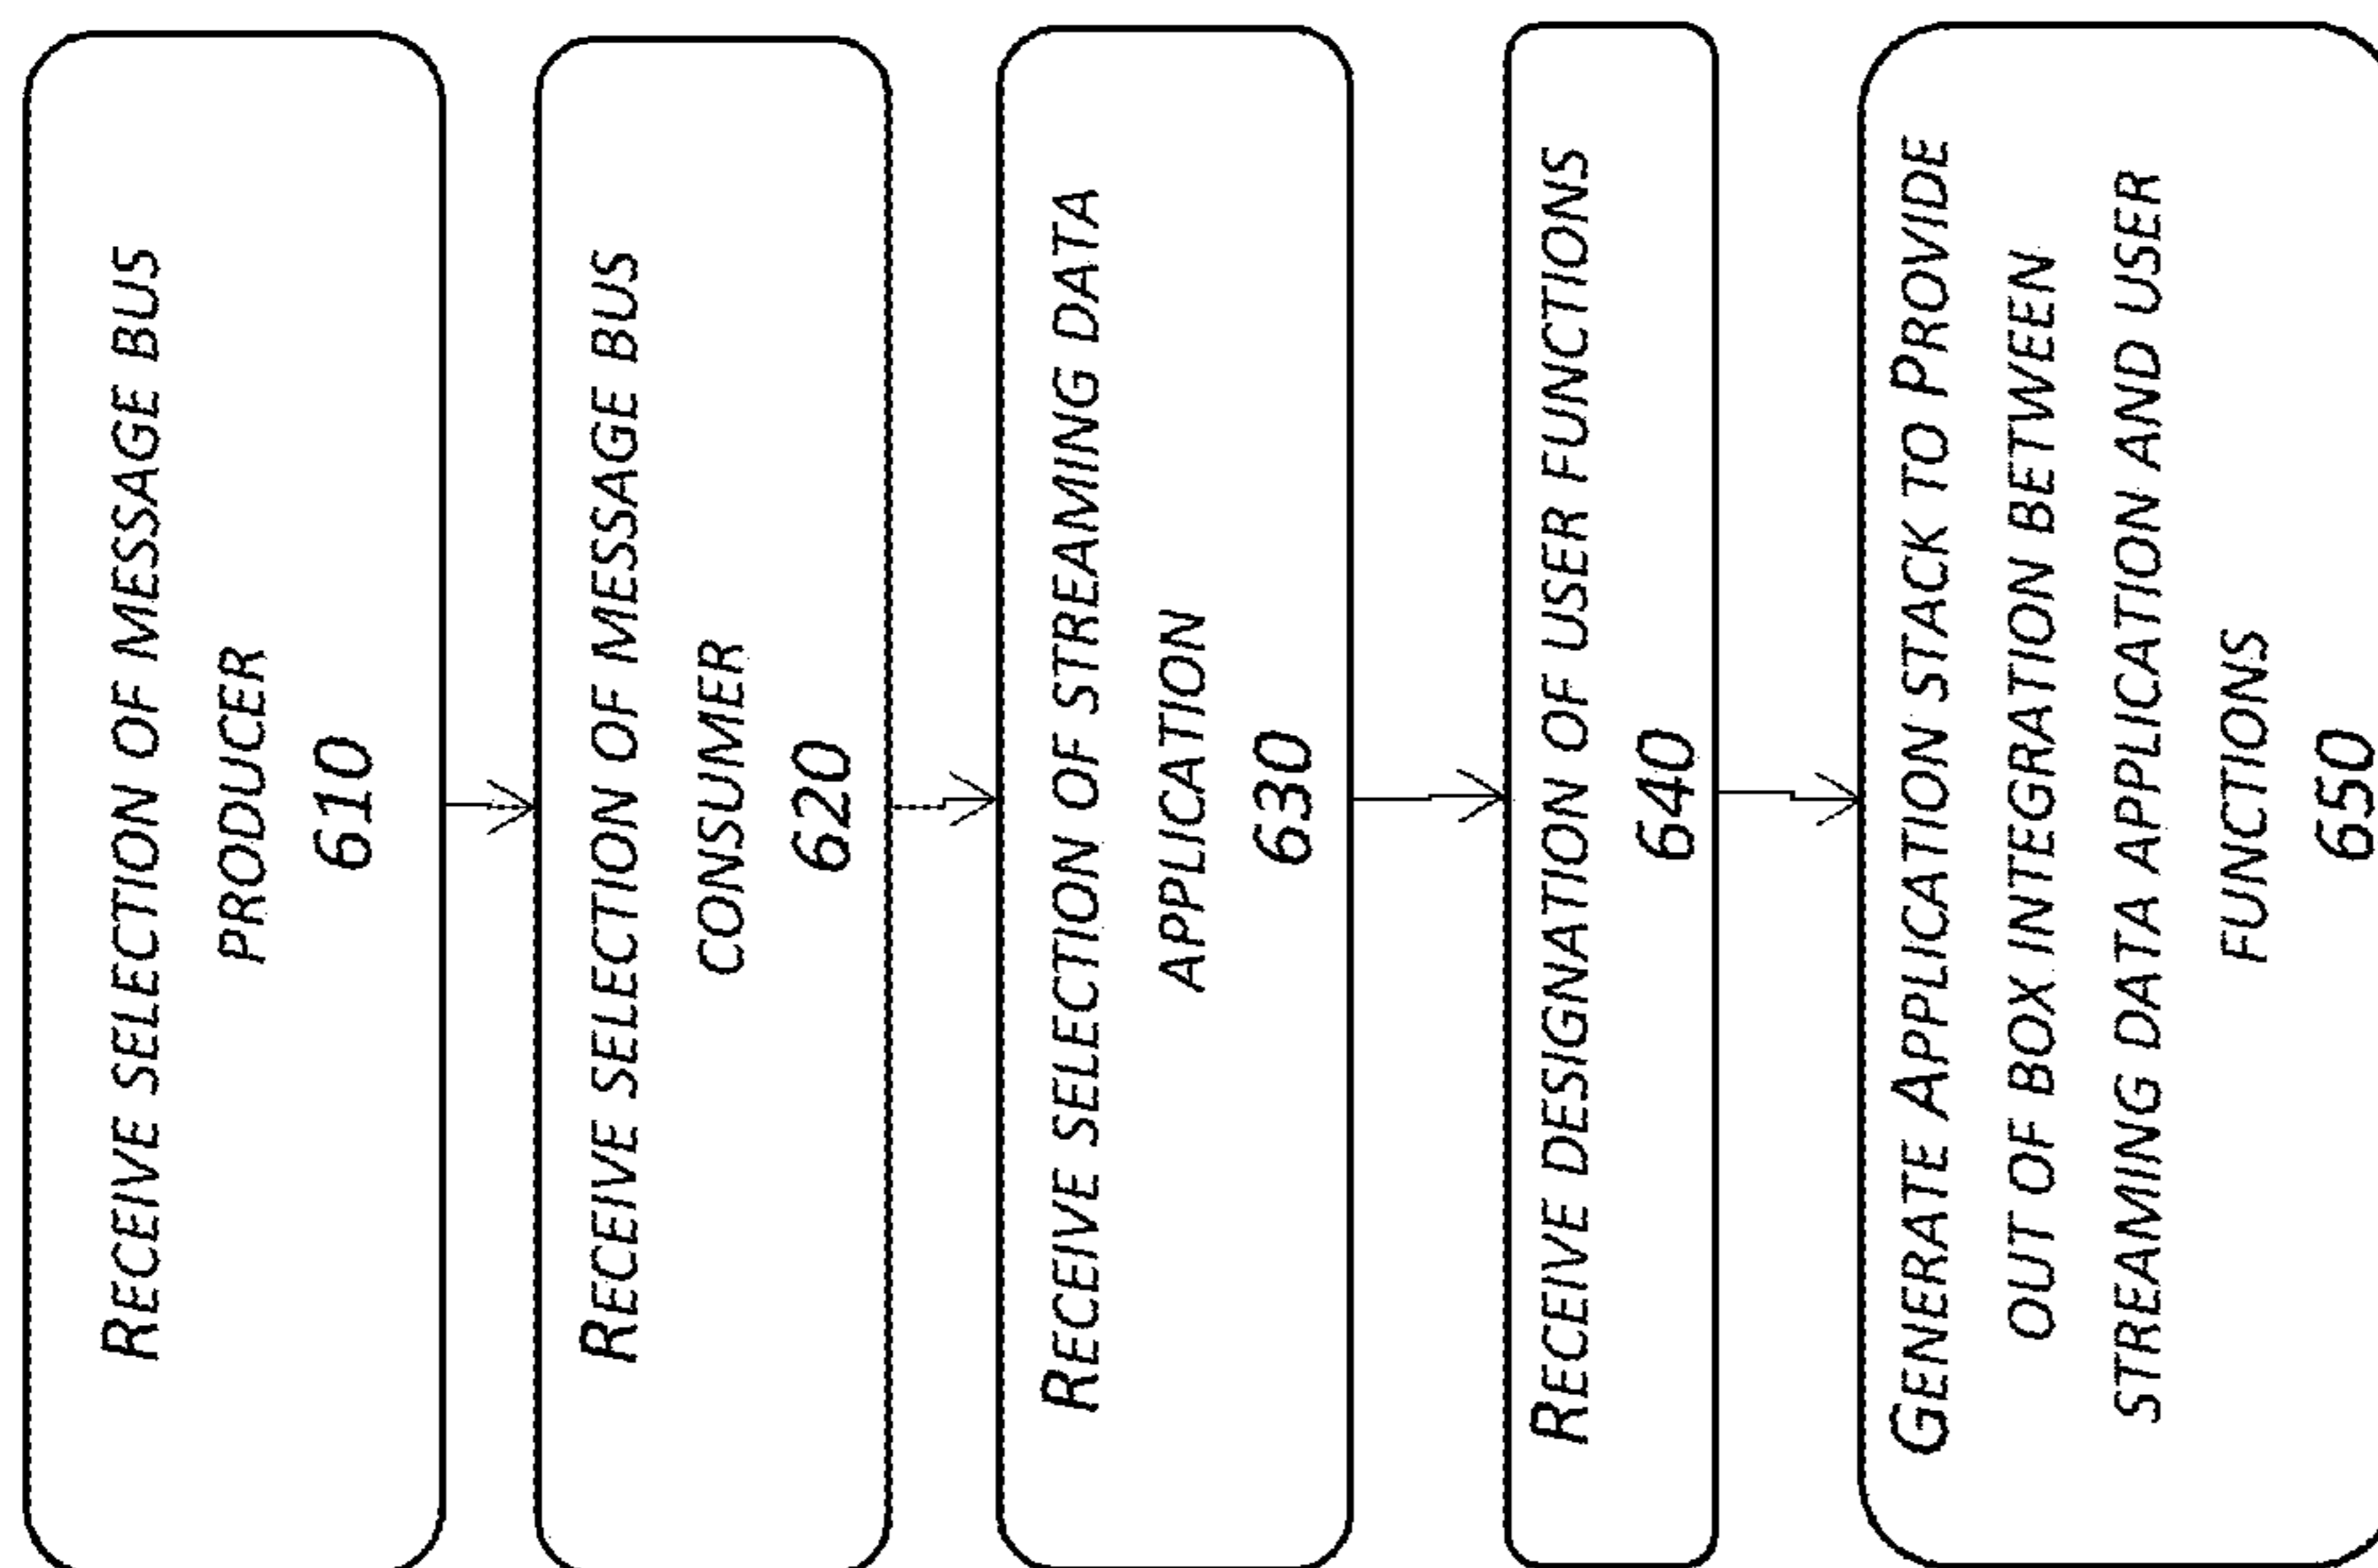 RECEIVE SELECTION OF MESSAGE BUS
PRODUCER
610
RECEIVE SELECTION OF MESSAGE BUS
CONSUMER
620
RECEIVE SELECTION OF STREAMING DATA
APPLICATION
630
RECEIVE DESIGNATION OF USER FUNCTIONS
640
GENERATE APPLICATION STACK TO PROVIDE
OUT OF BOX INTEGRATION BETWEEN
STREAMING DATA APPLICATION AND USER
FUNCTIONS
650